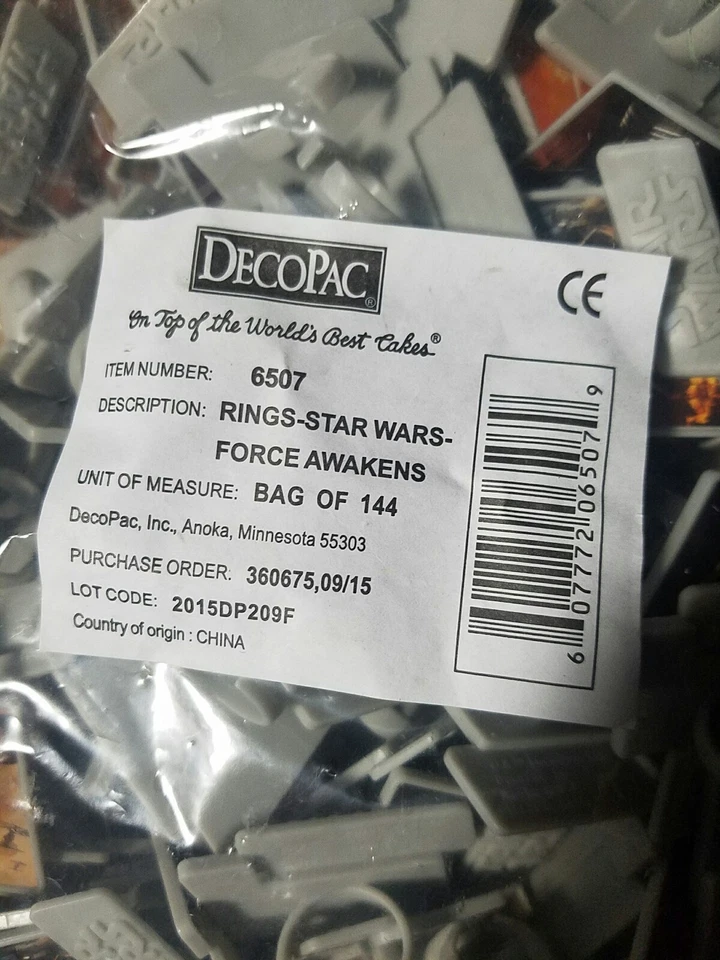 DECOPAC®
On Top of the World's Best Cakes®
CE
ITEM NUMBER: 6507
DESCRIPTION: RINGS-STAR WARS-
FORCE AWAKENS
UNIT OF MEASURE: BAG OF 144
DecoPac, Inc., Anoka, Minnesota 55303
PURCHASE ORDER: 360675,09/15
LOT CODE: 2015DP209F
Country of origin : CHINA
6 07772 06507 9
STAR
WARS